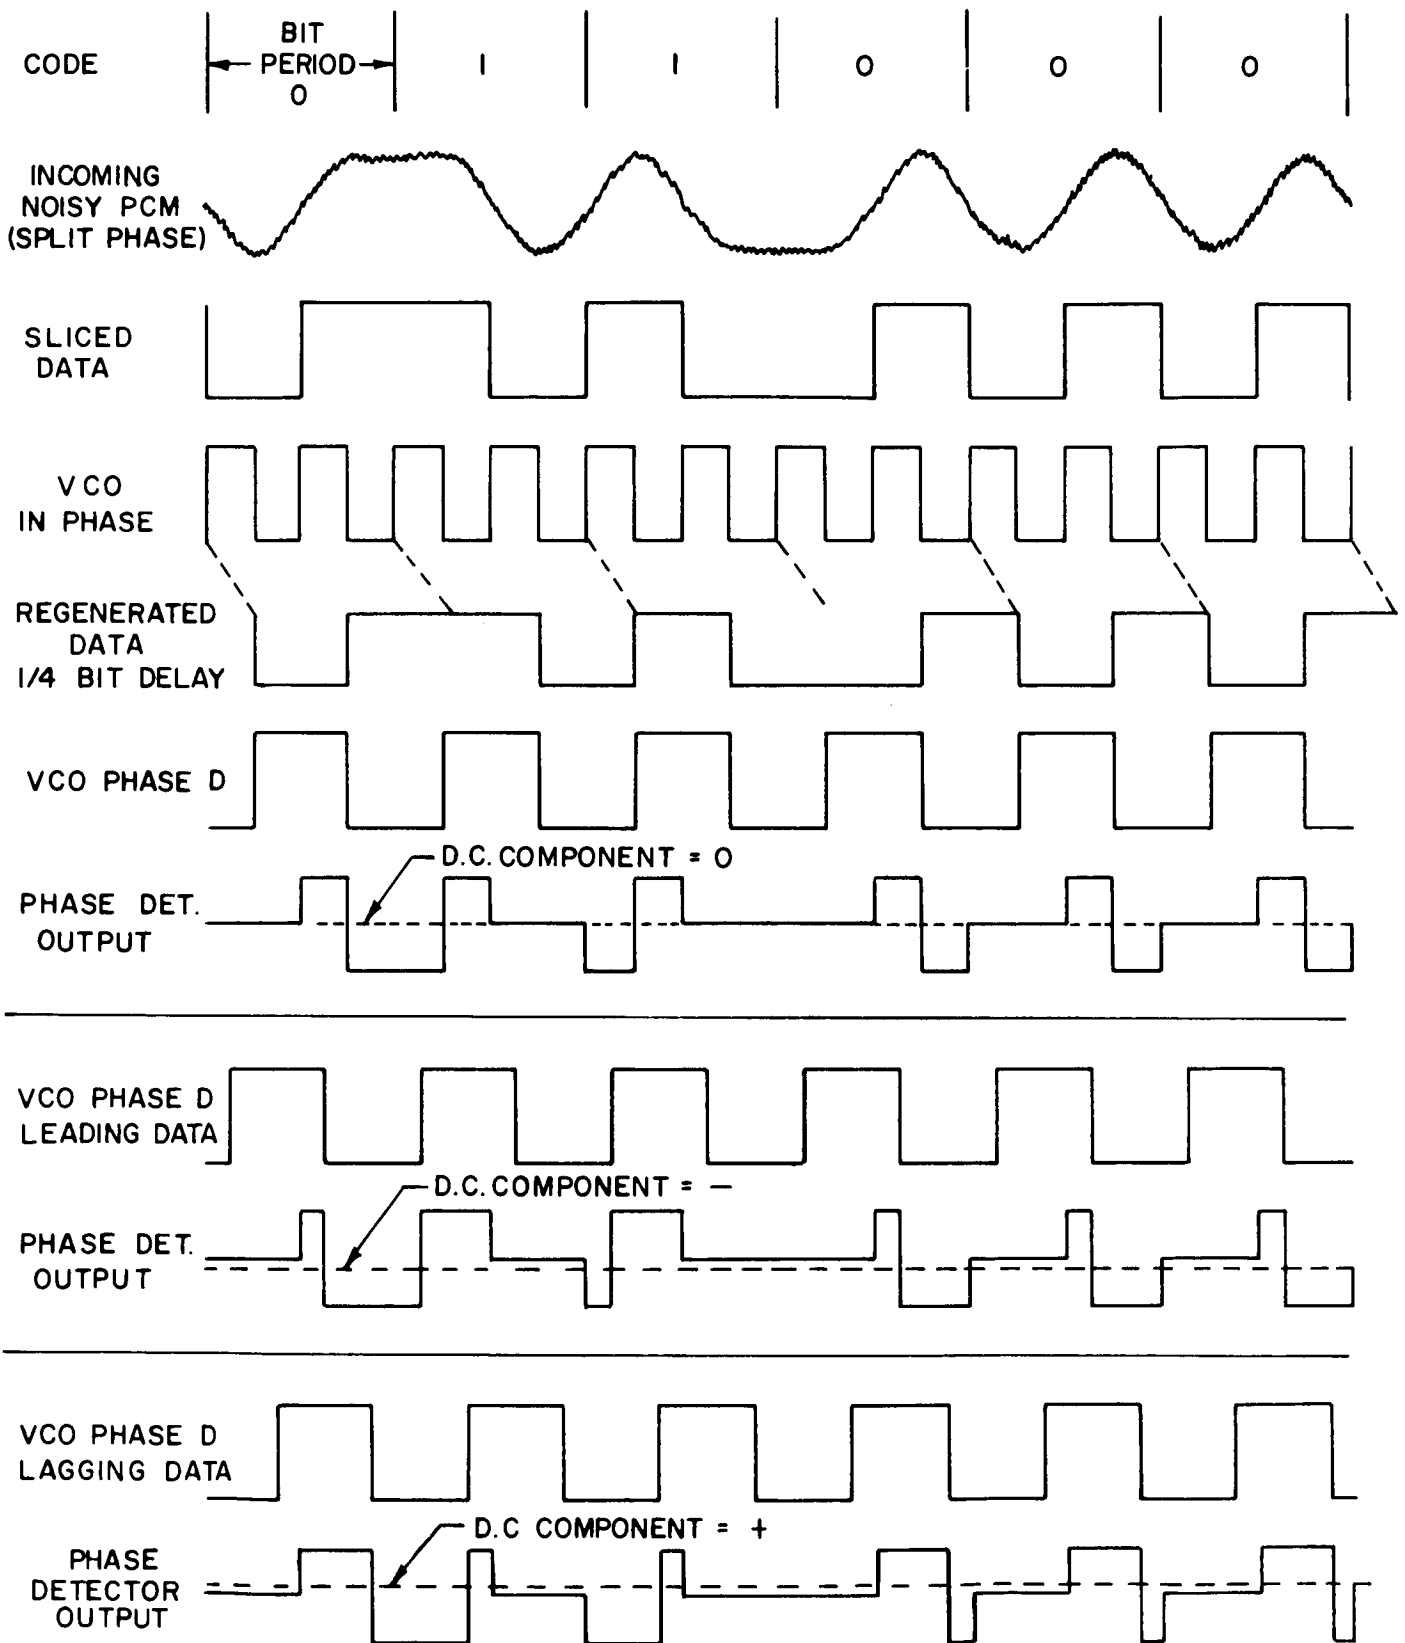 CODE
BIT
PERIOD
0
1
1
0
0
0
INCOMING
NOISY PCM
(SPLIT PHASE)
SLICED
DATA
VCO
IN PHASE
REGENERATED
DATA
1/4 BIT DELAY
VCO PHASE D
D.C. COMPONENT = 0
PHASE DET.
OUTPUT
VCO PHASE D
LEADING DATA
D.C. COMPONENT = –
PHASE DET.
OUTPUT
VCO PHASE D
LAGGING DATA
D.C COMPONENT = +
PHASE
DETECTOR
OUTPUT